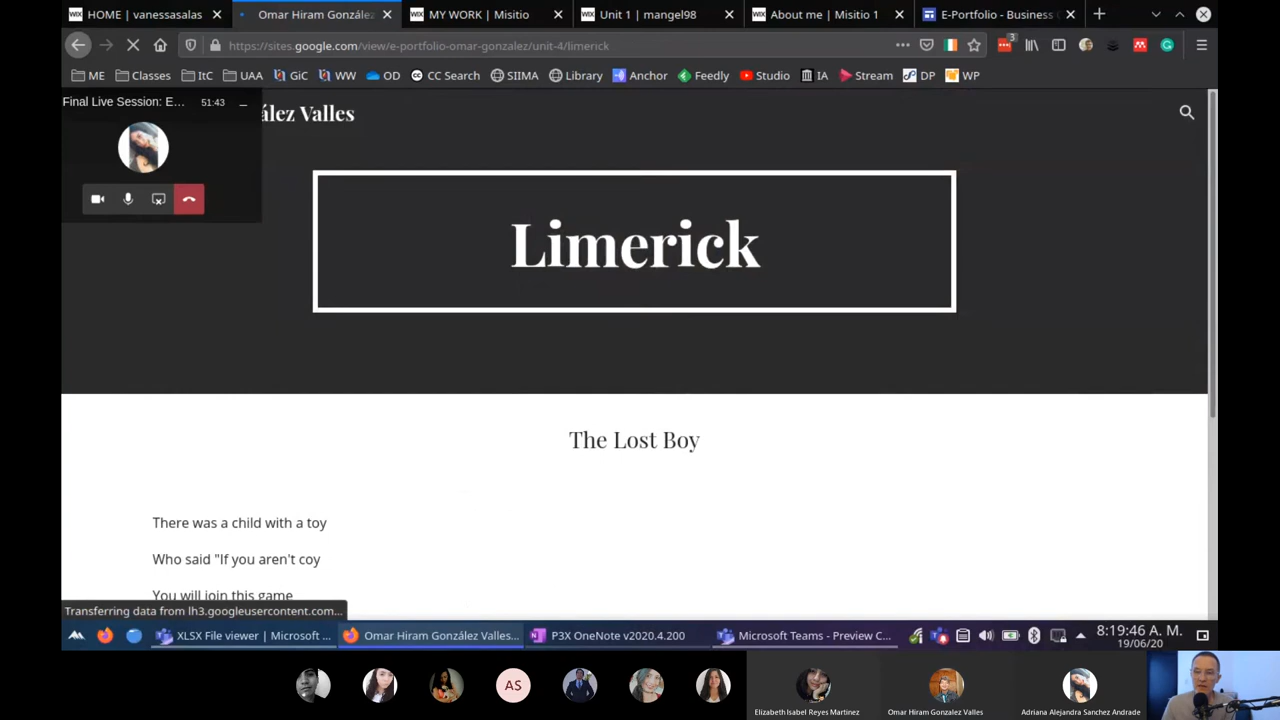 HOME | vanessasalas
Omar Hiram González
MY WORK | Misitio
Unit 1 | mangel98
About me | Misitio 1
E-Portfolio - Business
https://sites.google.com/view/e-portfolio-omar-gonzalez/unit-4/limerick
3
ME
Classes
ItC
UAA
GiC
WW
OD
CC Search
SIIMA
Library
Anchor
Feedly
Studio
IA
Stream
DP
WP
Final Live Session: E...
51:43
ález Valles
Limerick
The Lost Boy
There was a child with a toy
Who said "If you aren't coy
You will join this game
Transferring data from lh3.googleusercontent.com...
XLSX File viewer | Microsoft ...
Omar Hiram González Valles...
P3X OneNote v2020.4.200
Microsoft Teams - Preview C...
8:19:46 A. M.
19/06/20
AS
Elizabeth Isabel Reyes Martinez
Omar Hiram Gonzalez Valles
Adriana Alejandra Sanchez Andrade